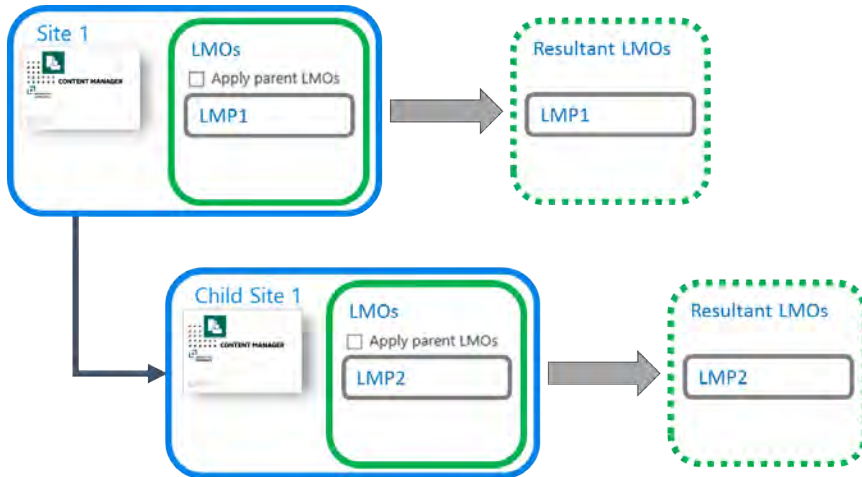 Site 1
CONTENT MANAGER
LMOs
Apply parent LMOs
LMP1
Resultant LMOs
LMP1
Child Site 1
CONTENT MANAGER
LMOs
Apply parent LMOs
LMP2
Resultant LMOs
LMP2